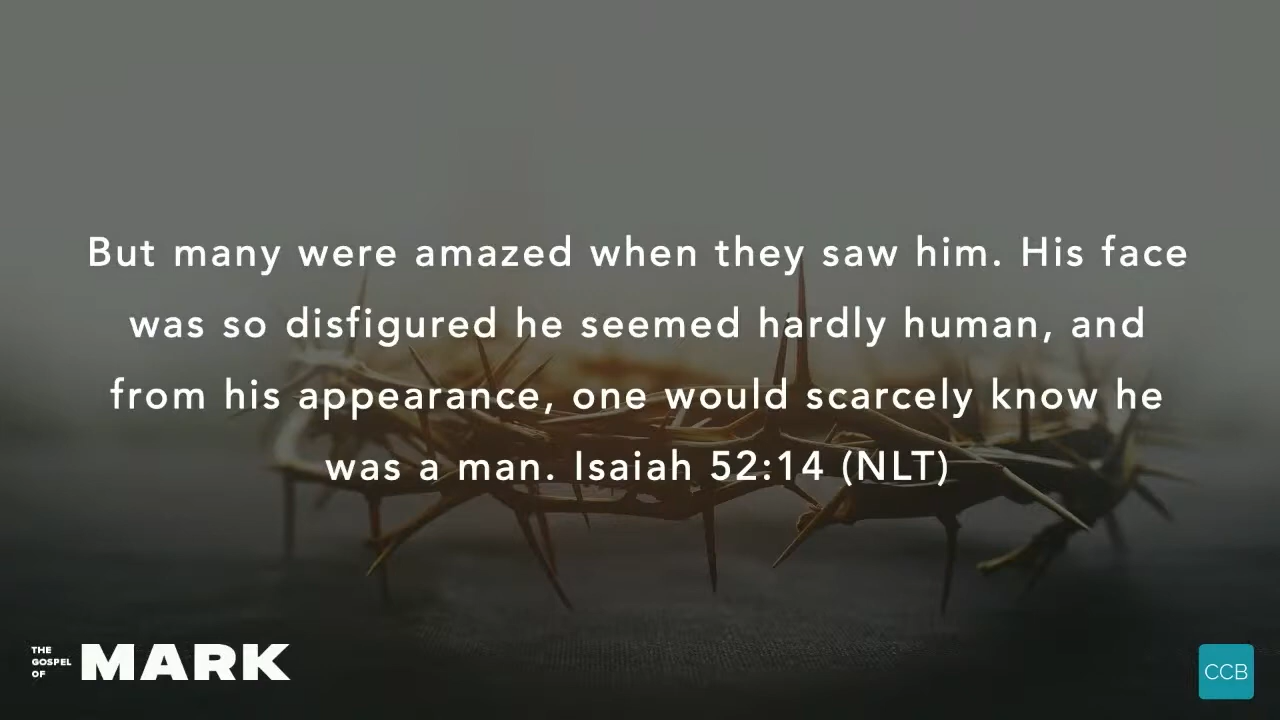 But many were amazed when they saw him. His face
was so disfigured he seemed hardly human, and
from his appearance, one would scarcely know he
was a man. Isaiah 52:14 (NLT)
THE
GOSPEL
OF
MARK
CCB